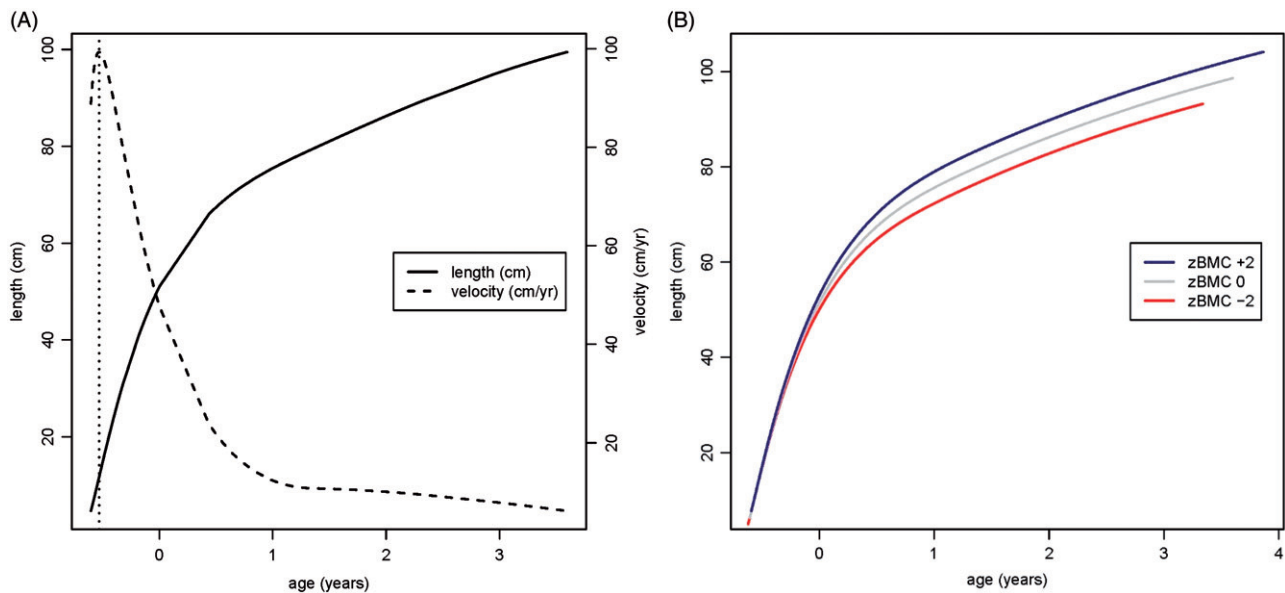 (A)
100
80
60
40
20
length (cm)
100
80
60
40
20
velocity (cm/yr)
length (cm)
velocity (cm/yr)
0 1 2 3
age (years)
(B)
100
80
60
40
20
length (cm)
zBMC +2
zBMC 0
zBMC −2
0 1 2 3 4
age (years)